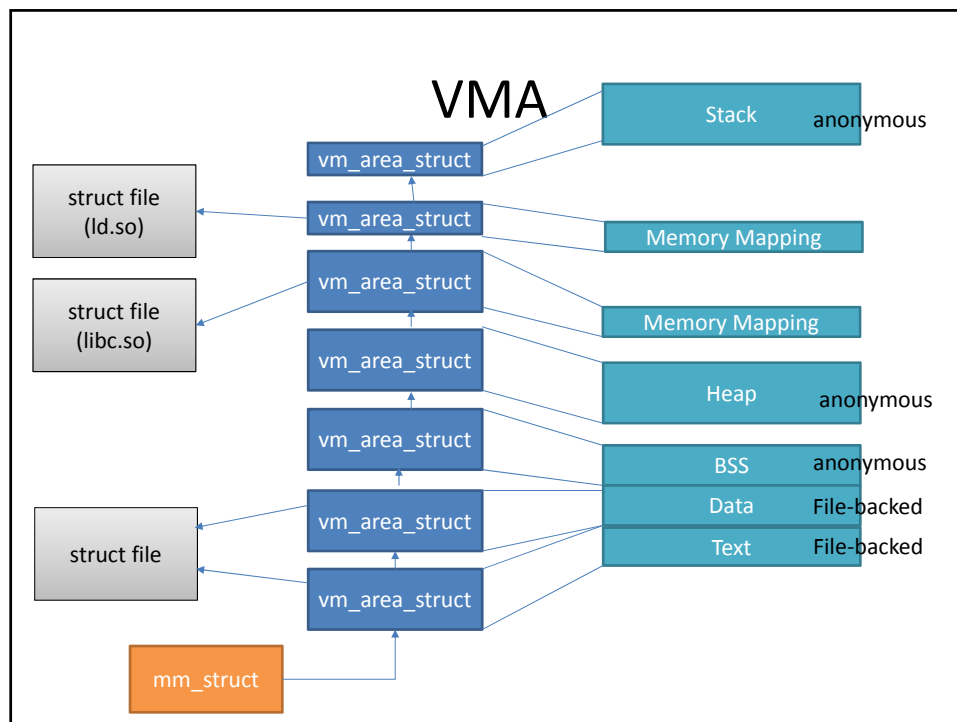 VMA
Stack
anonymous
vm_area_struct
struct file
(ld.so)
vm_area_struct
Memory Mapping
vm_area_struct
struct file
(libc.so)
Memory Mapping
vm_area_struct
Heap
anonymous
vm_area_struct
BSS
anonymous
vm_area_struct
Data
File-backed
struct file
Text
File-backed
vm_area_struct
mm_struct